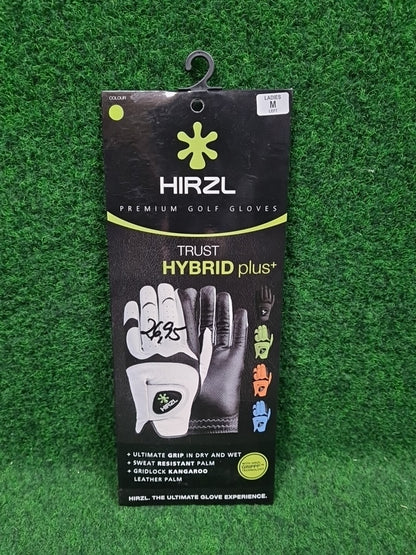 COLOUR
LADIES
M
LEFT
HIRZL
PREMIUM GOLF GLOVES
TRUST
HYBRID plus+
26,95
HIRZL
+ ULTIMATE GRIP IN DRY AND WET
+ SWEAT RESISTANT PALM
+ GRIDLOCK KANGAROO
LEATHER PALM
HIRZL. THE ULTIMATE GLOVE EXPERIENCE.